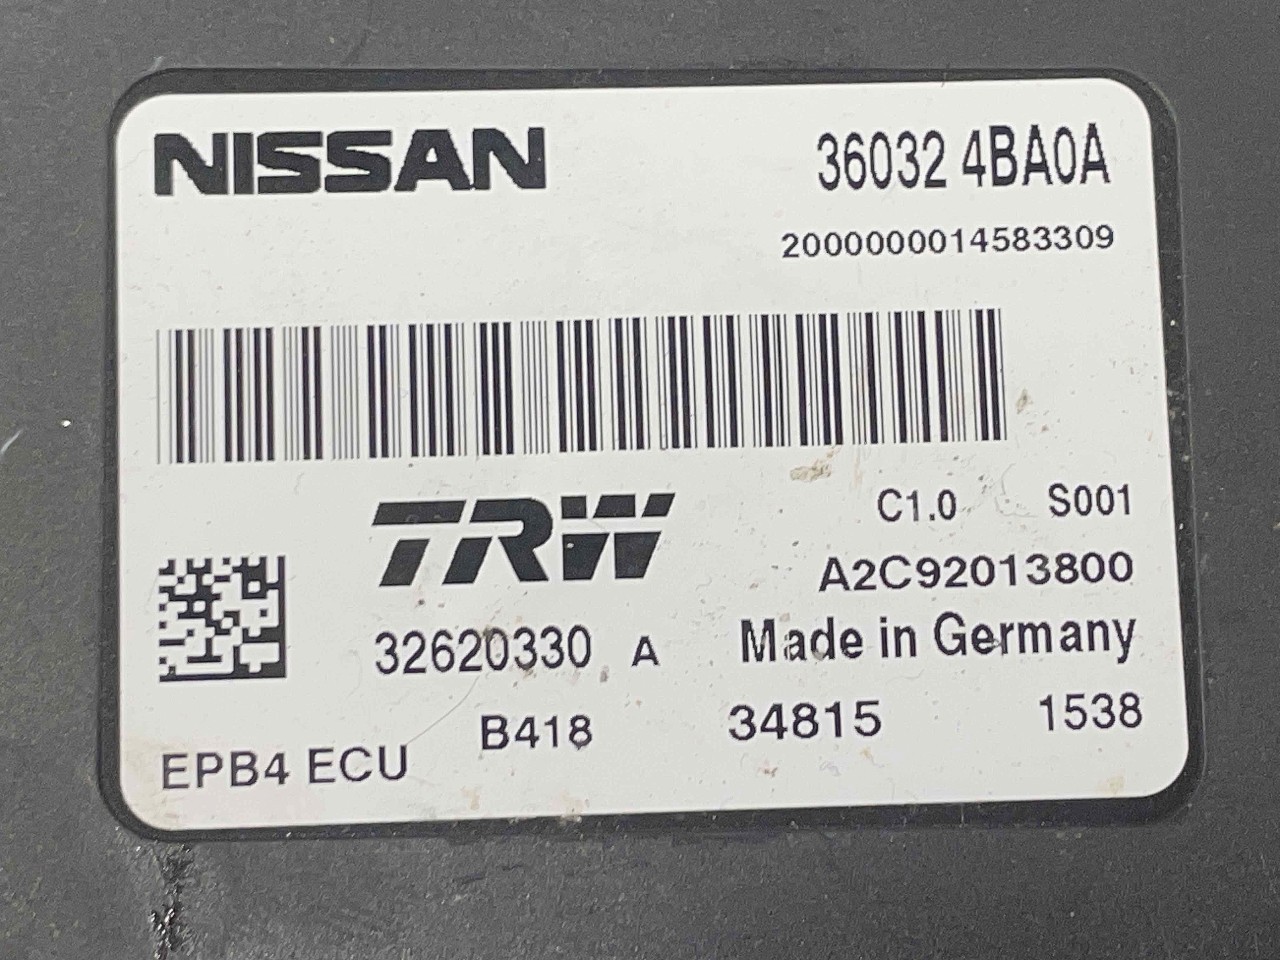 NISSAN
36032 4BA0A
2000000014583309
TRW
C1.0 S001
A2C92013800
32620330 A
Made in Germany
B418 34815 1538
EPB4 ECU